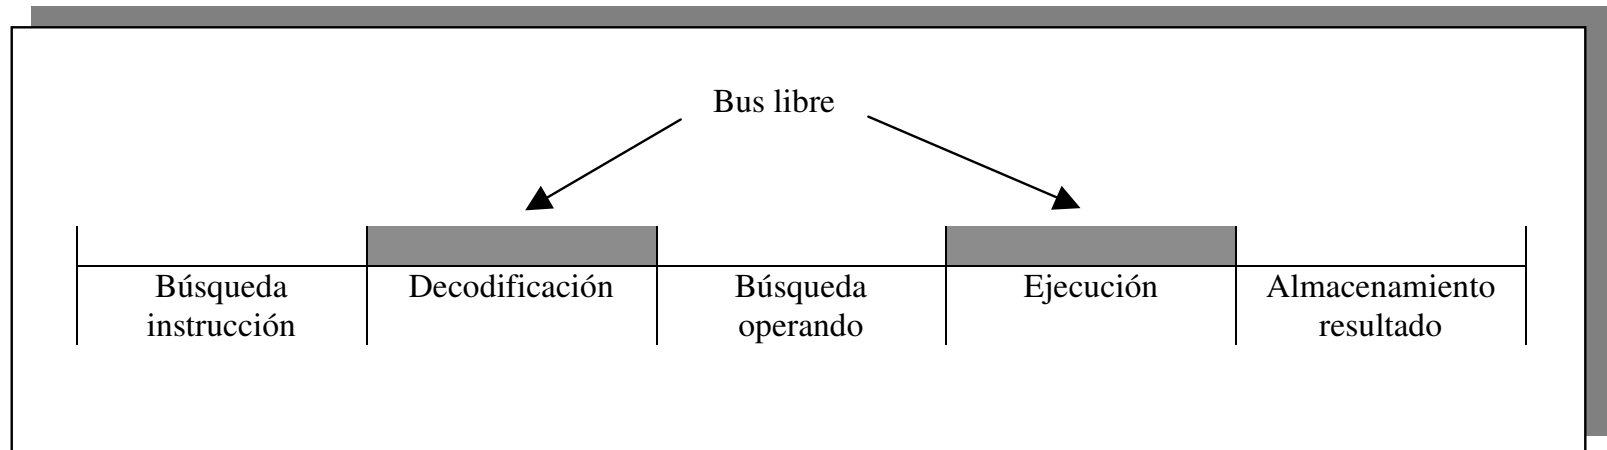 Bus libre
Búsqueda
instrucción
Decodificación
Búsqueda
operando
Ejecución
Almacenamiento
resultado